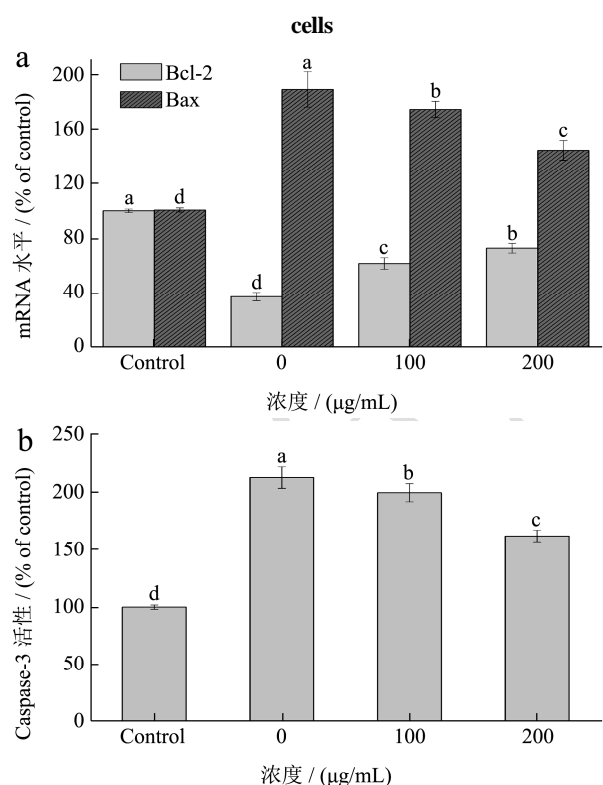 cells
a
Bcl-2
Bax
mRNA 水平 / (% of control)
200
160
120
80
40
0
a
d
d
a
c
b
b
c
Control
0
100
200
浓度 / (μg/mL)
b
Caspase-3 活性 / (% of control)
250
200
150
100
50
0
d
a
b
c
Control
0
100
200
浓度 / (μg/mL)